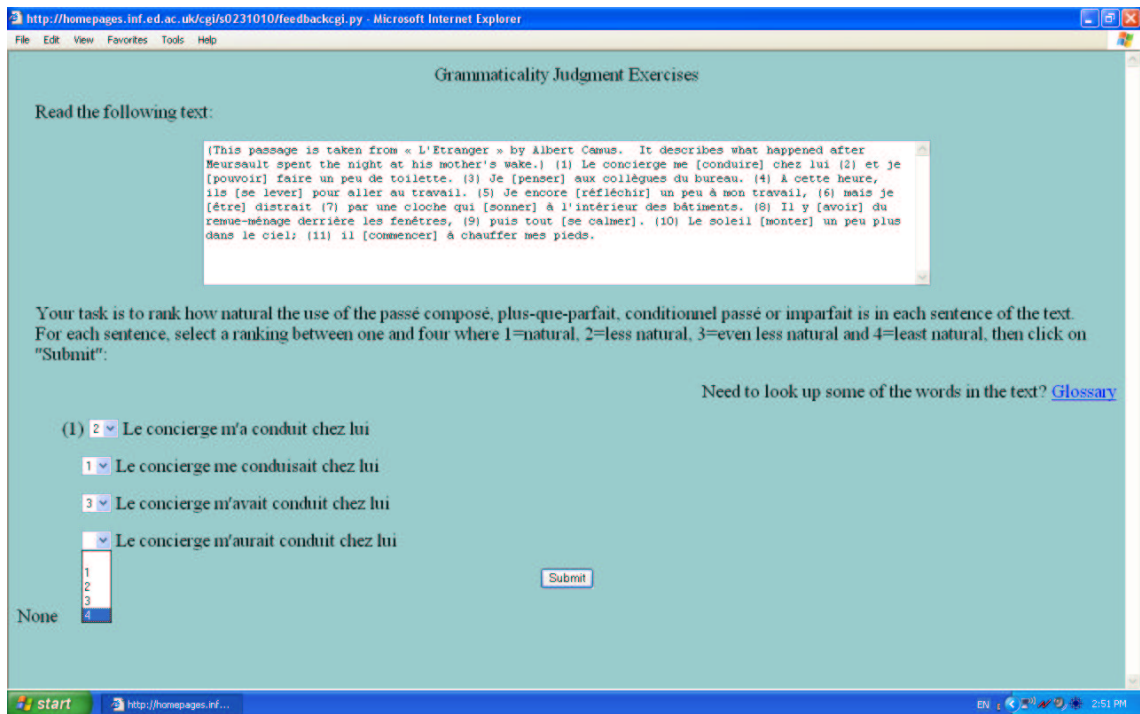 http://homepages.inf.ed.ac.uk/cgi/s0231010/feedbackcgi.py - Microsoft Internet Explorer
File Edit View Favorites Tools Help
Grammaticality Judgment Exercises
Read the following text:
(This passage is taken from « L'Etranger » by Albert Camus. It describes what happened after
Meursault spent the night at his mother's wake.) (1) Le concierge me [conduire] chez lui (2) et je
[pouvoir] faire un peu de toilette. (3) Je [penser] aux collègues du bureau. (4) A cette heure,
ils [se lever] pour aller au travail. (5) Je encore [réfléchir] un peu à mon travail, (6) mais je
[être] distrait (7) par une cloche qui [sonner] à l'intérieur des bâtiments. (8) Il y [avoir] du
remue-ménage derrière les fenêtres, (9) puis tout [se calmer]. (10) Le soleil [monter] un peu plus
dans le ciel; (11) il [commencer] à chauffer mes pieds.
Your task is to rank how natural the use of the passé composé, plus-que-parfait, conditionnel passé or imparfait is in each sentence of the text.
For each sentence, select a ranking between one and four where 1=natural, 2=less natural, 3=even less natural and 4=least natural, then click on
"Submit":
Need to look up some of the words in the text? Glossary
(1) 2 Le concierge m'a conduit chez lui
1 Le concierge me conduisait chez lui
3 Le concierge m'avait conduit chez lui
Le concierge m'aurait conduit chez lui
1
2
3
4
Submit
None
start http://homepages.inf... EN 2:51 PM